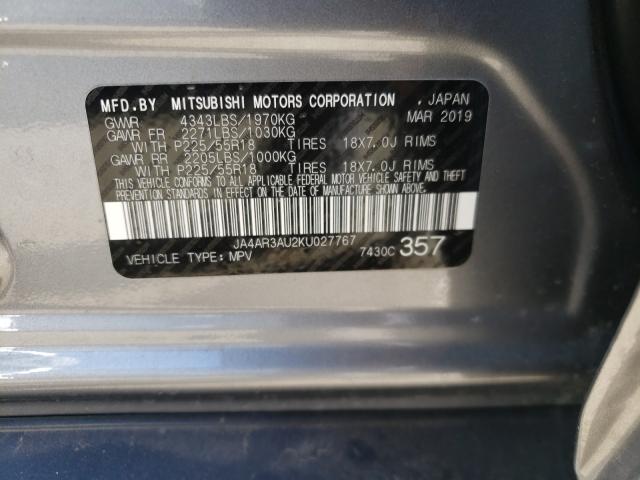 MFD.BY MITSUBISHI MOTORS CORPORATION , JAPAN
GVWR 4343LBS/1970KG MAR 2019
GAWR FR 2271LBS/1030KG
WITH P225/55R18 TIRES 18X7.0J RIMS
GAWR RR 2205LBS/1000KG
WITH P225/55R18 TIRES 18X7.0J RIMS
THIS VEHICLE CONFORMS TO ALL APPLICABLE FEDERAL MOTOR VEHICLE SAFETY AND THEFT
PREVENTION STANDARDS IN EFFECT ON THE DATE OF MANUFACTURE SHOWN ABOVE.
JA4AR3AU2KU027767
VEHICLE TYPE: MPV 7430C 357